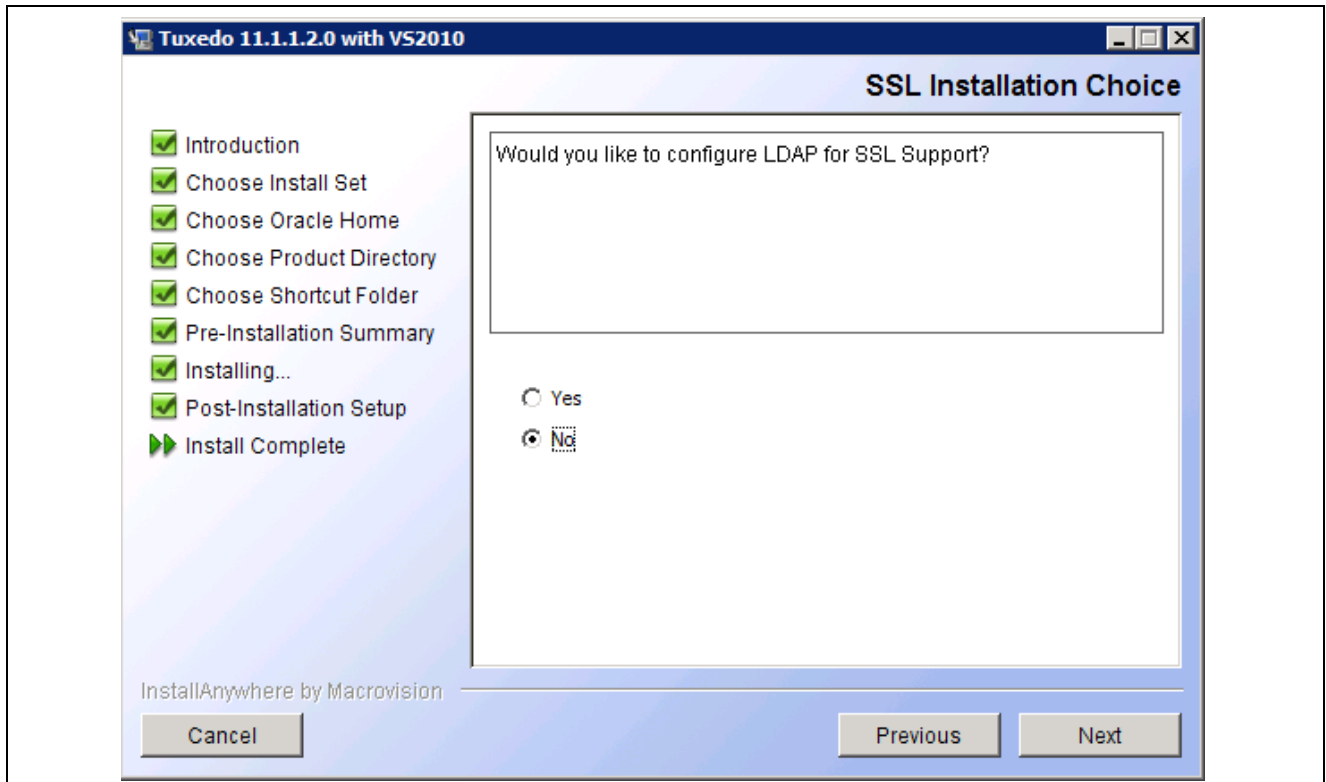 Tuxedo 11.1.1.2.0 with VS2010
SSL Installation Choice
Introduction
Choose Install Set
Choose Oracle Home
Choose Product Directory
Choose Shortcut Folder
Pre-Installation Summary
Installing...
Post-Installation Setup
Install Complete
Would you like to configure LDAP for SSL Support?
Yes
No
InstallAnywhere by Macrovision
Cancel
Previous
Next